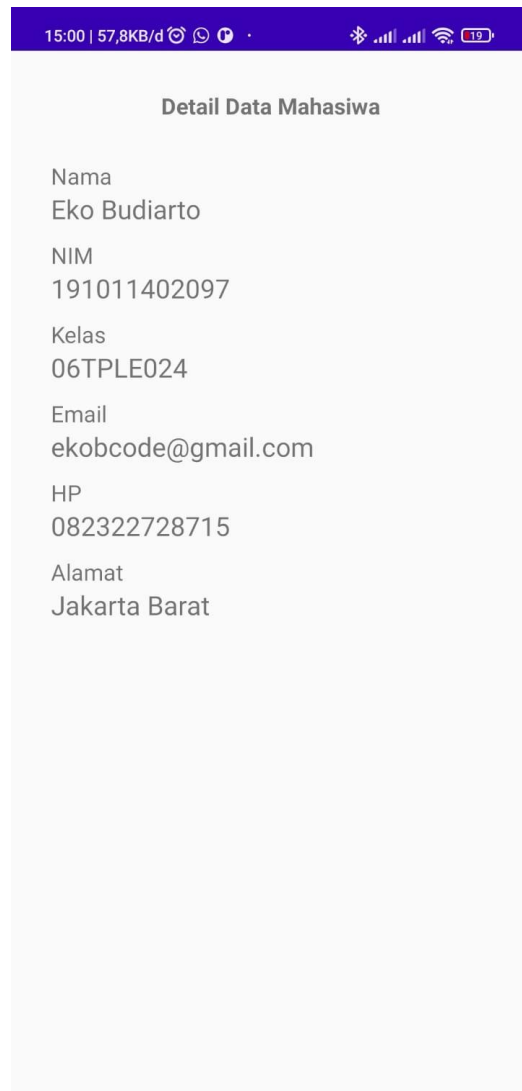 15:00 | 57,8KB/d
19
Detail Data Mahasiwa
Nama
Eko Budiarto
NIM
191011402097
Kelas
06TPLE024
Email
ekobcode@gmail.com
HP
082322728715
Alamat
Jakarta Barat